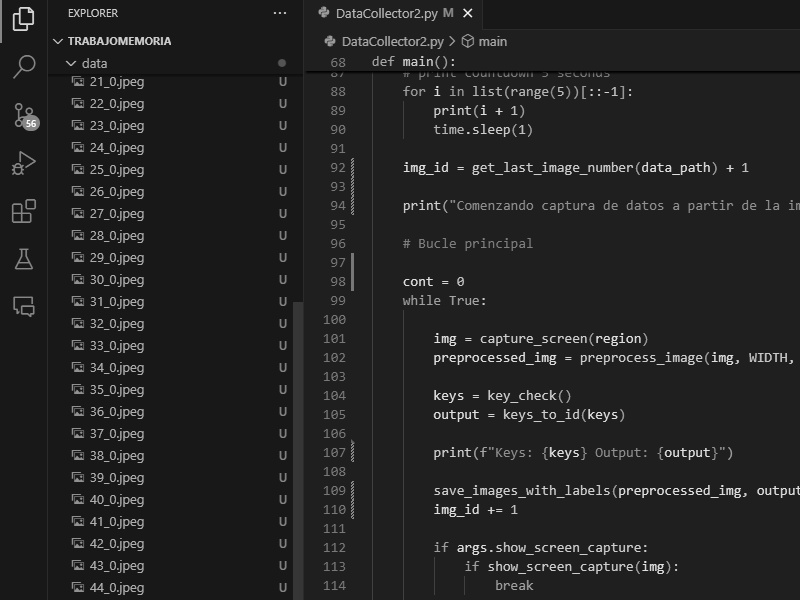 EXPLORER
DataCollector2.py M
TRABAJOMEMORIA
DataCollector2.py > main
data
21_0.jpeg U
22_0.jpeg U
23_0.jpeg U
24_0.jpeg U
25_0.jpeg U
26_0.jpeg U
27_0.jpeg U
28_0.jpeg U
29_0.jpeg U
30_0.jpeg U
31_0.jpeg U
32_0.jpeg U
33_0.jpeg U
34_0.jpeg U
35_0.jpeg U
36_0.jpeg U
37_0.jpeg U
38_0.jpeg U
39_0.jpeg U
40_0.jpeg U
41_0.jpeg U
42_0.jpeg U
43_0.jpeg U
44_0.jpeg U
56
68 def main():
87 # print countdown 5 seconds
88 for i in list(range(5))[::-1]:
89 print(i + 1)
90 time.sleep(1)
91
92 img_id = get_last_image_number(data_path) + 1
93
94 print("Comenzando captura de datos a partir de la im
95
96 # Bucle principal
97
98 cont = 0
99 while True:
100
101 img = capture_screen(region)
102 preprocessed_img = preprocess_image(img, WIDTH,
103
104 keys = key_check()
105 output = keys_to_id(keys)
106
107 print(f"Keys: {keys} Output: {output}")
108
109 save_images_with_labels(preprocessed_img, output
110 img_id += 1
111
112 if args.show_screen_capture:
113 if show_screen_capture(img):
114 break